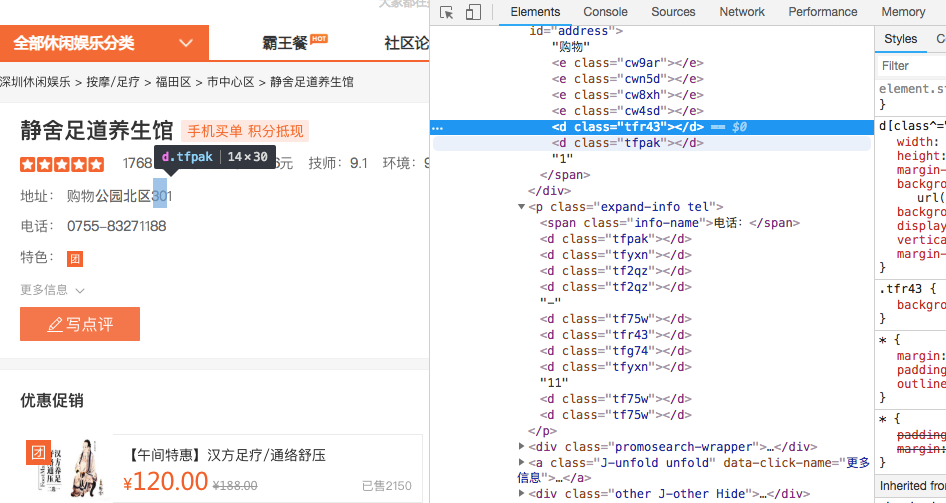 大家都在
全部休闲娱乐分类
霸王餐 HOT
社区论
深圳休闲娱乐 > 按摩/足疗 > 福田区 > 市中心区 > 静舍足道养生馆
静舍足道养生馆 手机买单 积分抵现
1768
元 技师：9.1 环境：9
d.tfpak 14×30
地址： 购物公园北区301
电话： 0755-83271188
特色： 团
更多信息
写点评
优惠促销
团
【午间特惠】汉方足疗/通络舒压
¥120.00 ¥188.00 已售2150
Elements Console Sources Network Performance Memory
id="address">
"购物"
<e class="cw9ar"></e>
<e class="cwn5d"></e>
<e class="cw8xh"></e>
<e class="cw4sd"></e>
… <d class="tfr43"></d> == $0
<d class="tfpak"></d>
"1"
</span>
</div>
<p class="expand-info tel">
<span class="info-name">电话：</span>
<d class="tfpak"></d>
<d class="tfyxn"></d>
<d class="tf2qz"></d>
<d class="tf2qz"></d>
"-"
<d class="tf75w"></d>
<d class="tfr43"></d>
<d class="tfg74"></d>
<d class="tfyxn"></d>
"11"
<d class="tf75w"></d>
<d class="tf75w"></d>
</p>
<div class="promosearch-wrapper">…</div>
<a class="J-unfold unfold" data-click-name="更多
信息">…</a>
<div class="other J-other Hide">…</div>
Styles C
Filter
element.st
}
d[class^="
width:
height:
margin-
backgro
url(
backgro
display
vertica
margin-
}
.tfr43 {
backgro
}
* {
margin:
padding
outline
}
* {
padding
margin:
}
Inherited from